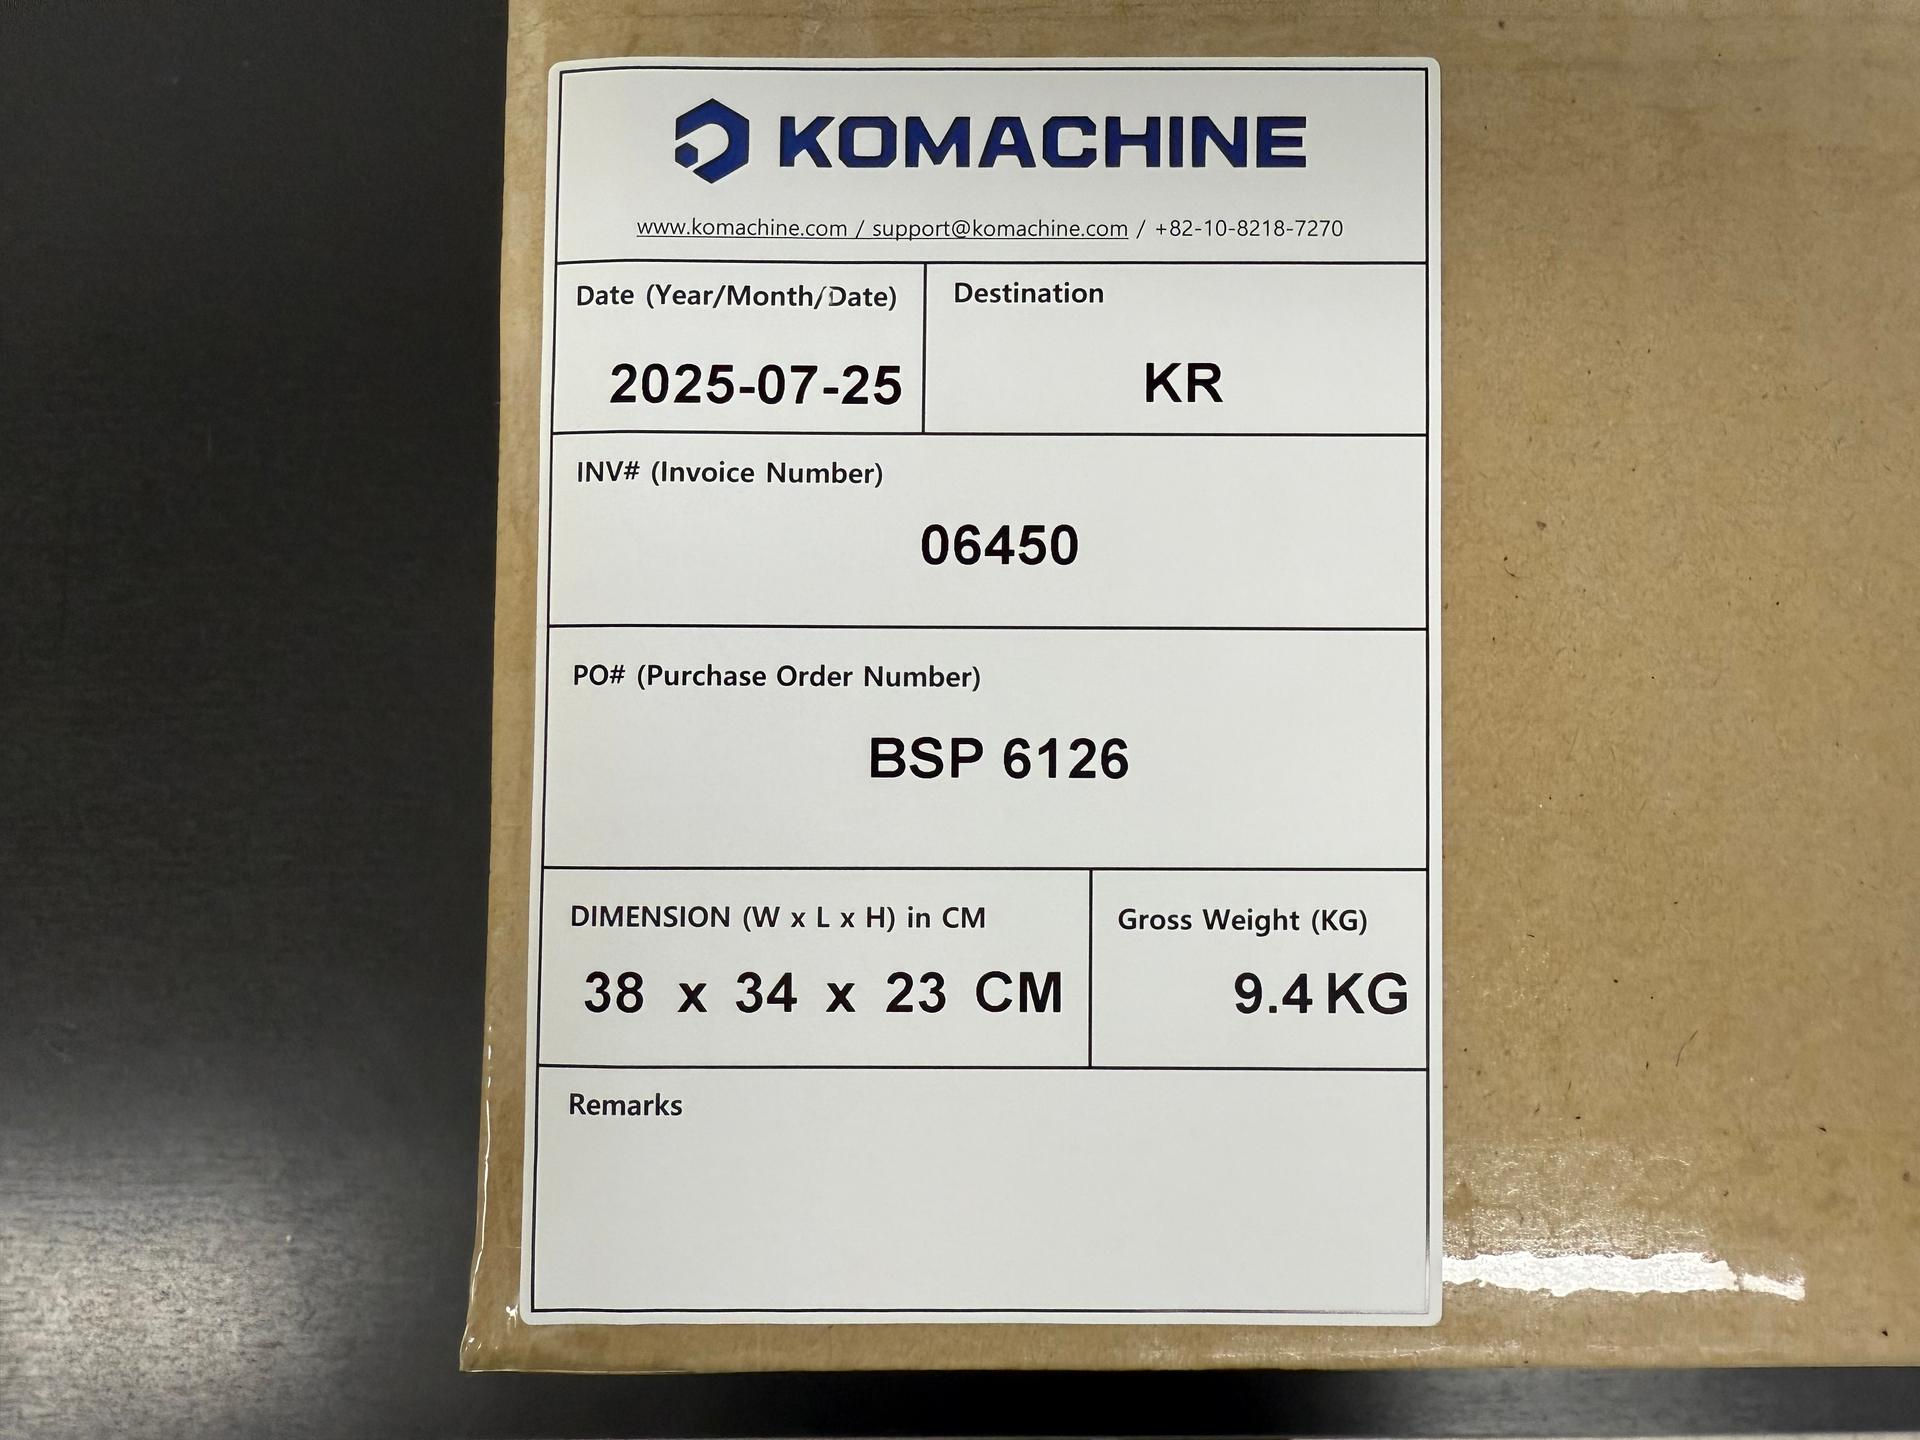 KOMACHINE
www.komachine.com / support@komachine.com / +82-10-8218-7270
Date (Year/Month/Date)
2025-07-25
Destination
KR
INV# (Invoice Number)
06450
PO# (Purchase Order Number)
BSP 6126
DIMENSION (W x L x H) in CM
38 x 34 x 23 CM
Gross Weight (KG)
9.4 KG
Remarks